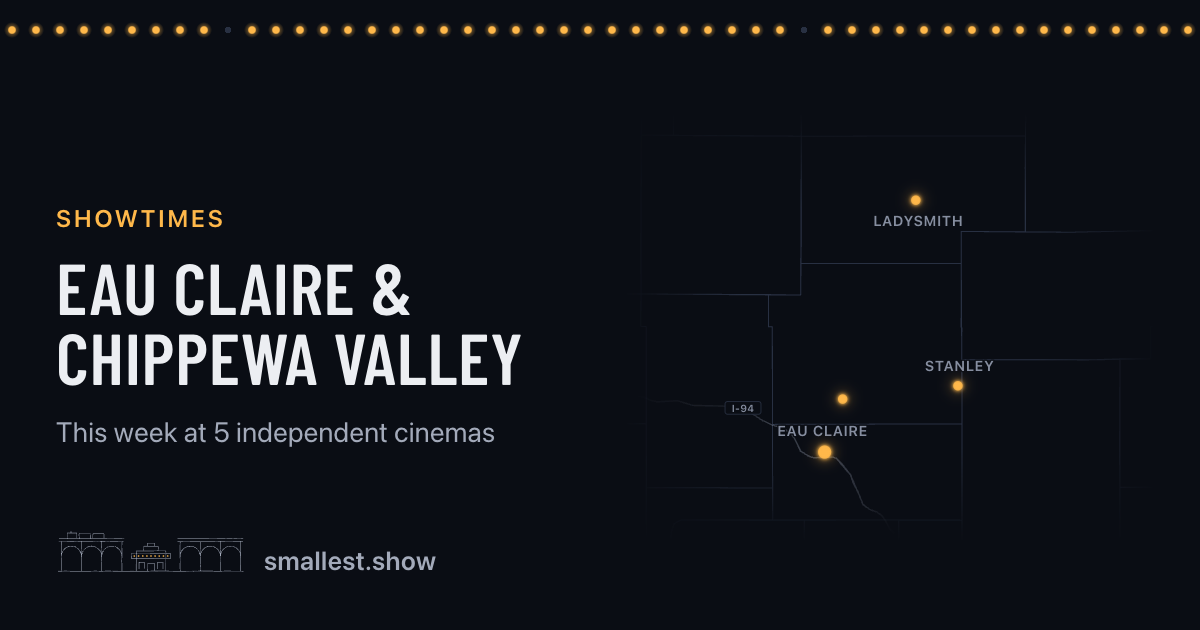 SHOWTIMES
EAU CLAIRE &
CHIPPEWA VALLEY
This week at 5 independent cinemas
smallest.show
LADYSMITH
STANLEY
I-94
EAU CLAIRE